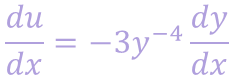 du/dx = −3y⁻⁴ dy/dx